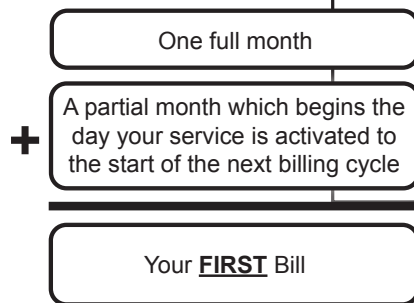 One full month
+
A partial month which begins the
day your service is activated to
the start of the next billing cycle
Your FIRST Bill